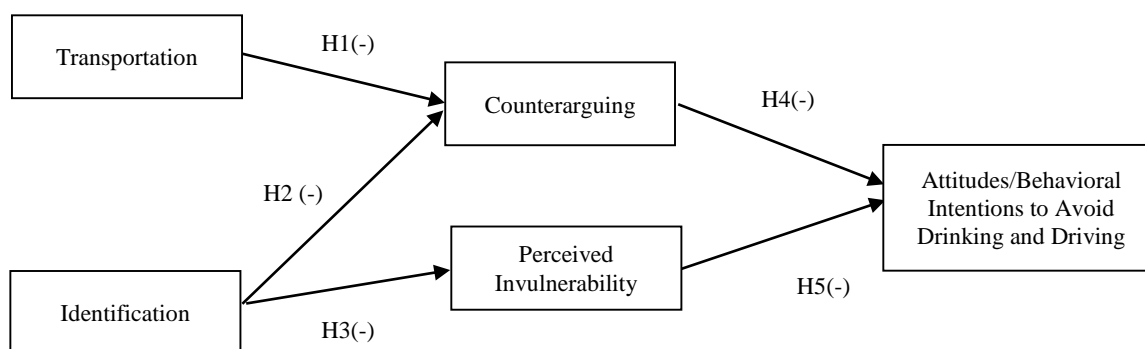 Transportation
H1(-)
Counterarguing
H4(-)
H2 (-)
Attitudes/Behavioral
Intentions to Avoid
Drinking and Driving
Perceived
Invulnerability
H5(-)
Identification
H3(-)